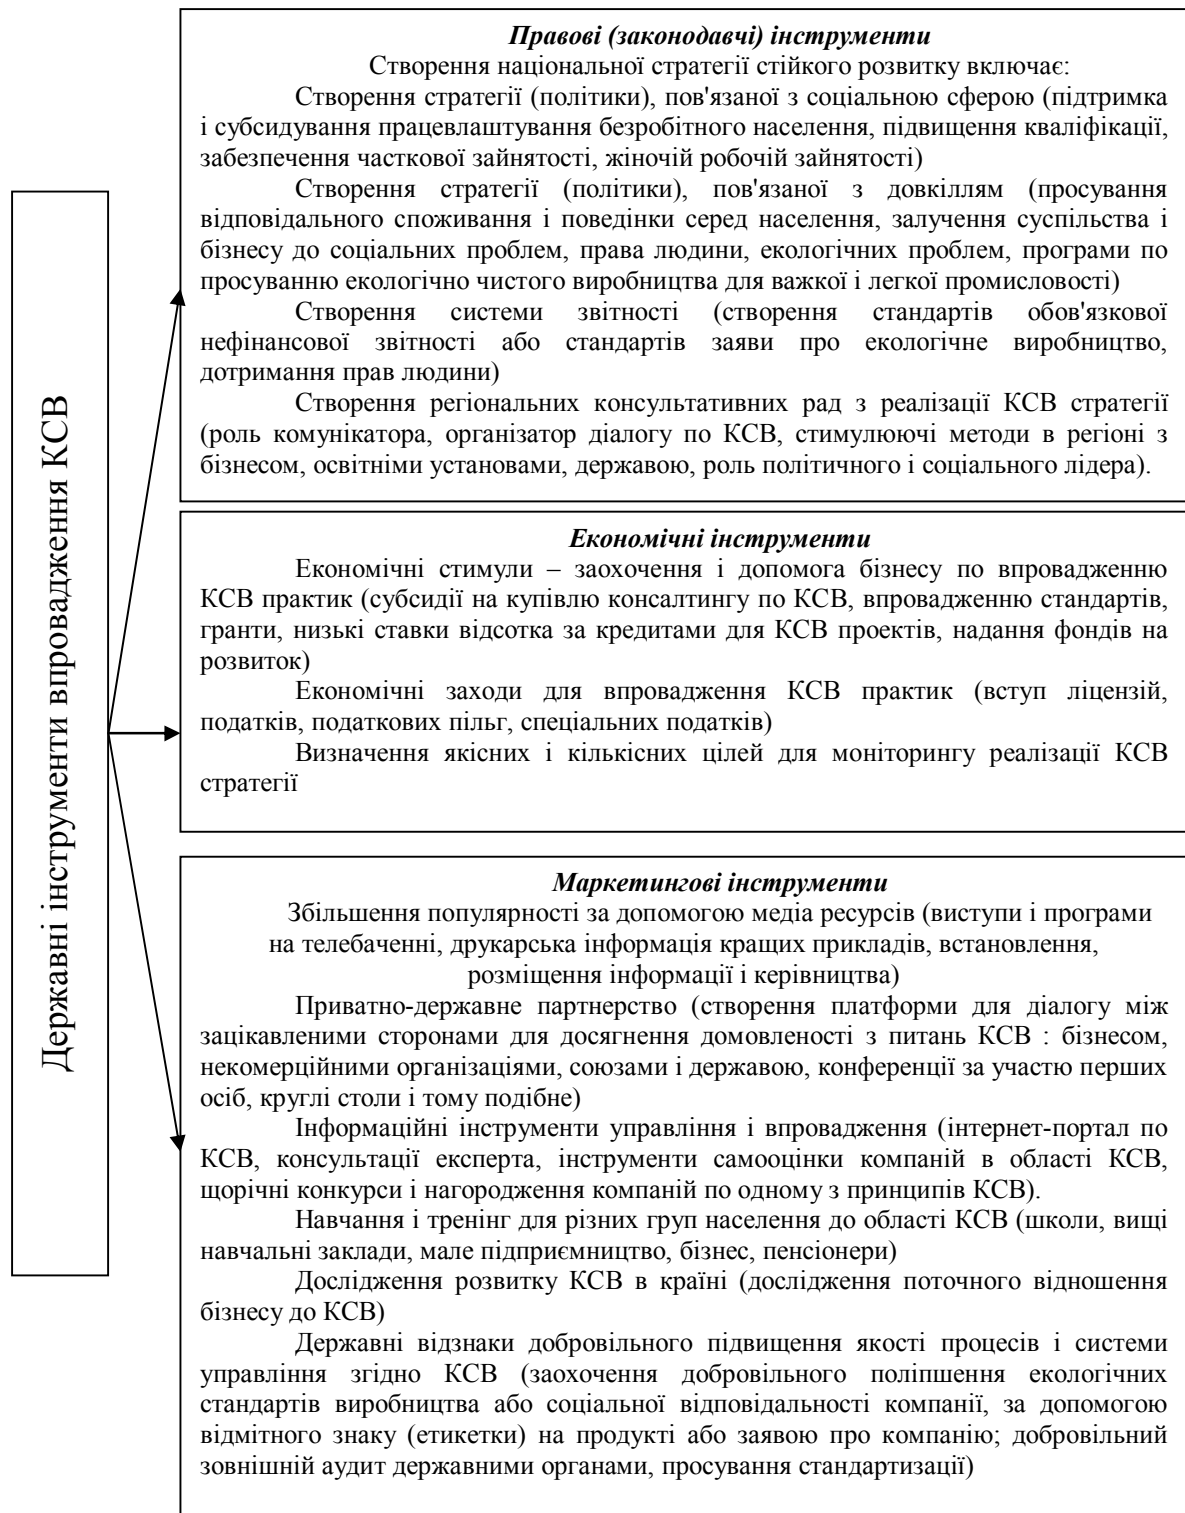 Державні інструменти впровадження КСВ
Правові (законодавчі) інструменти
Створення національної стратегії стійкого розвитку включає:
Створення стратегії (політики), пов'язаної з соціальною сферою (підтримка
і субсидування працевлаштування безробітного населення, підвищення кваліфікації,
забезпечення часткової зайнятості, жіночій робочій зайнятості)
Створення стратегії (політики), пов'язаної з довкіллям (просування
відповідального споживання і поведінки серед населення, залучення суспільства і
бізнесу до соціальних проблем, права людини, екологічних проблем, програми по
просуванню екологічно чистого виробництва для важкої і легкої промисловості)
Створення системи звітності (створення стандартів обов'язкової
нефінансової звітності або стандартів заяви про екологічне виробництво,
дотримання прав людини)
Створення регіональних консультативних рад з реалізації КСВ стратегії
(роль комунікатора, організатор діалогу по КСВ, стимулюючі методи в регіоні з
бізнесом, освітніми установами, державою, роль політичного і соціального лідера).
Економічні інструменти
Економічні стимули – заохочення і допомога бізнесу по впровадженню
КСВ практик (субсидії на купівлю консалтингу по КСВ, впровадженню стандартів,
гранти, низькі ставки відсотка за кредитами для КСВ проектів, надання фондів на
розвиток)
Економічні заходи для впровадження КСВ практик (вступ ліцензій,
податків, податкових пільг, спеціальних податків)
Визначення якісних і кількісних цілей для моніторингу реалізації КСВ
стратегії
Маркетингові інструменти
Збільшення популярності за допомогою медіа ресурсів (виступи і програми
на телебаченні, друкарська інформація кращих прикладів, встановлення,
розміщення інформації і керівництва)
Приватно-державне партнерство (створення платформи для діалогу між
зацікавленими сторонами для досягнення домовленості з питань КСВ : бізнесом,
некомерційними організаціями, союзами і державою, конференції за участю перших
осіб, круглі столи і тому подібне)
Інформаційні інструменти управління і впровадження (інтернет-портал по
КСВ, консультації експерта, інструменти самооцінки компаній в області КСВ,
щорічні конкурси і нагородження компаній по одному з принципів КСВ).
Навчання і тренінг для різних груп населення до області КСВ (школи, вищі
навчальні заклади, мале підприємництво, бізнес, пенсіонери)
Дослідження розвитку КСВ в країні (дослідження поточного відношення
бізнесу до КСВ)
Державні відзнаки добровільного підвищення якості процесів і системи
управління згідно КСВ (заохочення добровільного поліпшення екологічних
стандартів виробництва або соціальної відповідальності компанії, за допомогою
відмітного знаку (етикетки) на продукті або заявою про компанію; добровільний
зовнішній аудит державними органами, просування стандартизації)